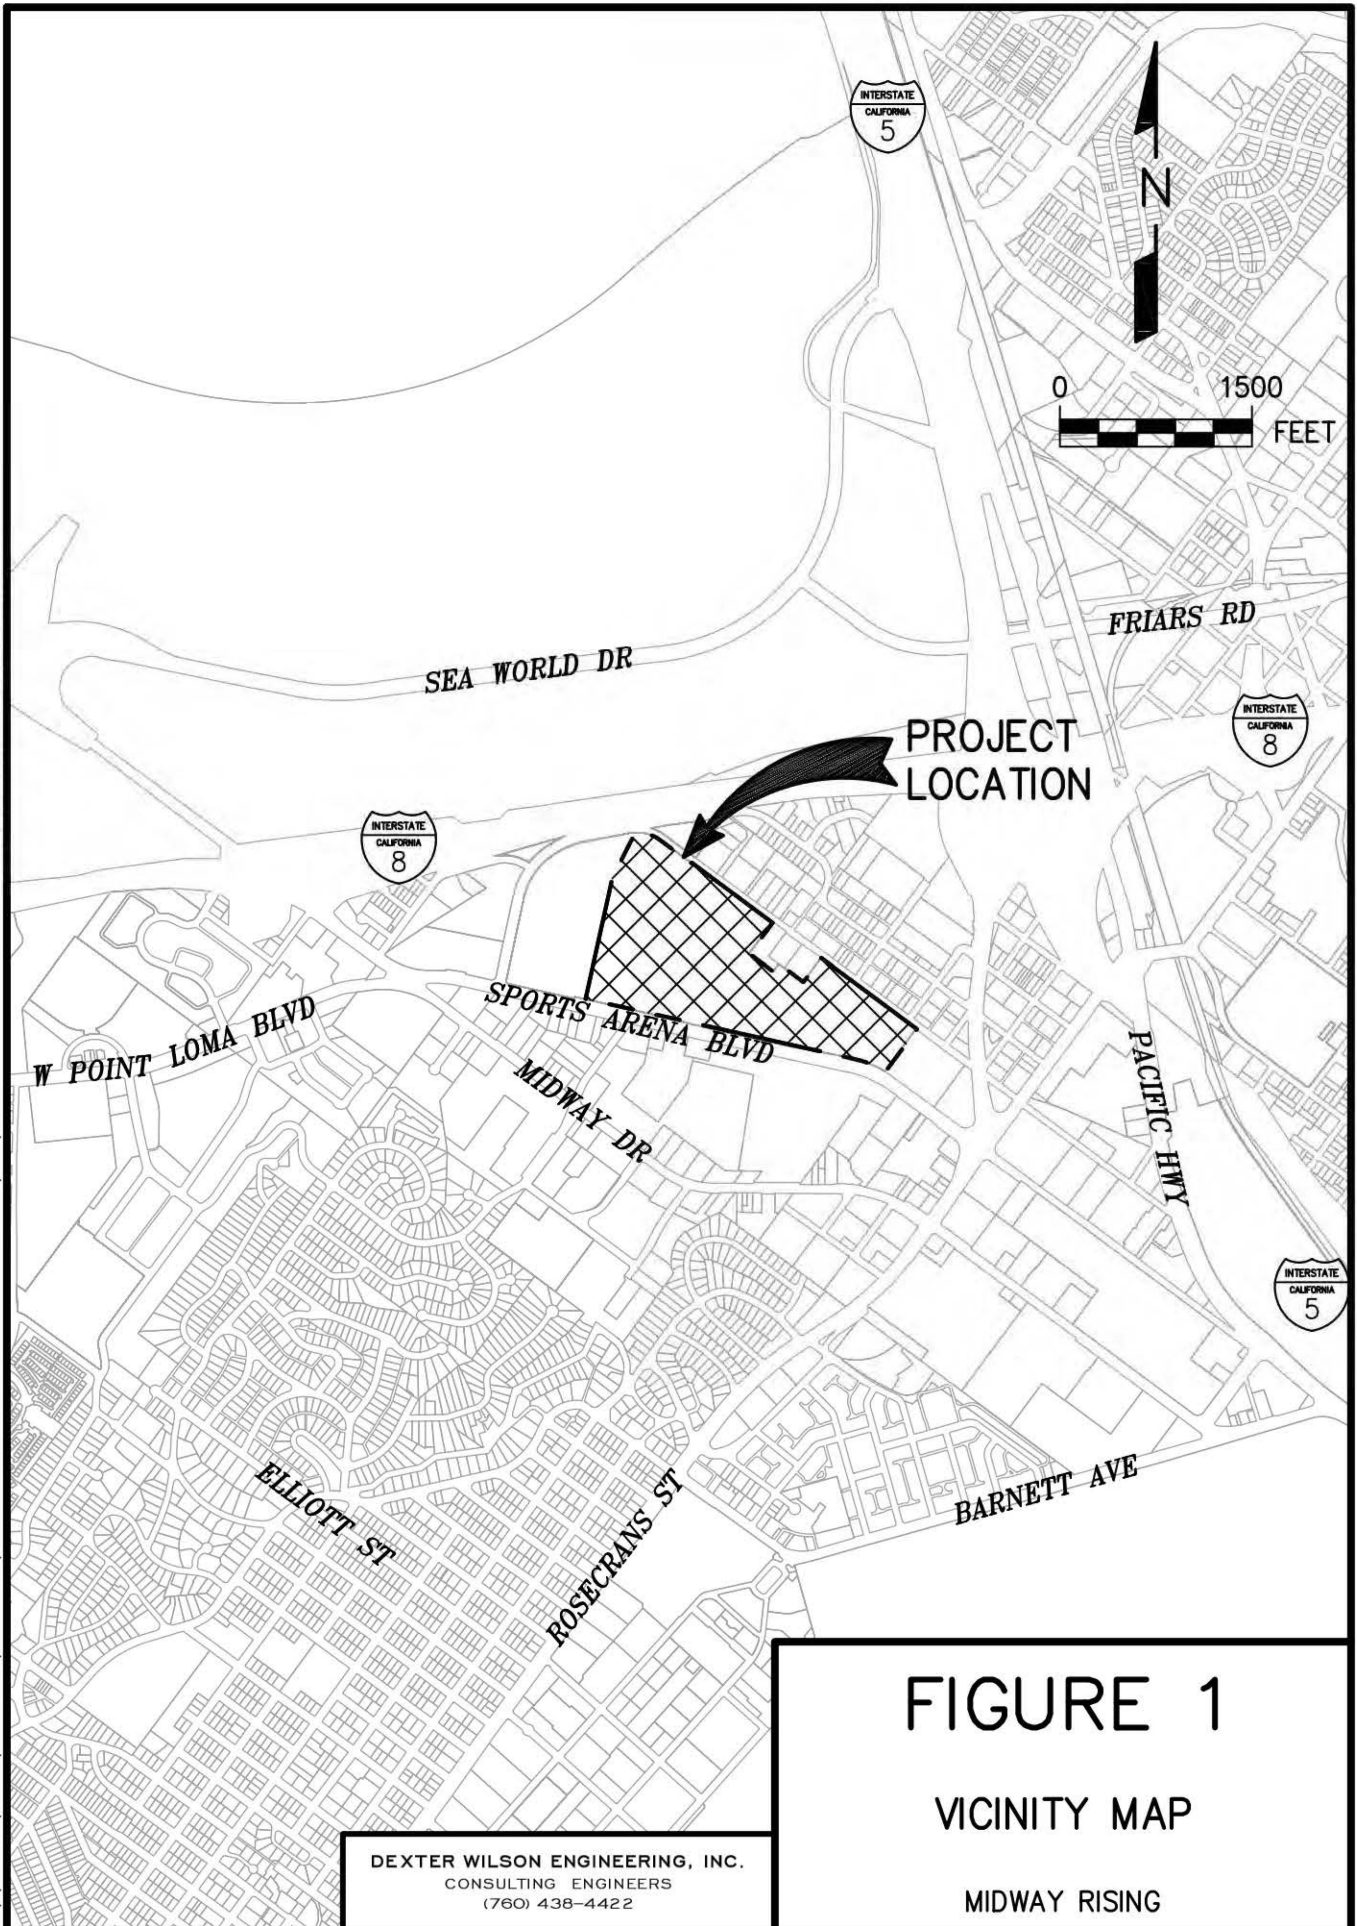 INTERSTATE
CALIFORNIA
5
N
0 1500
FEET
FRIARS RD
SEA WORLD DR
INTERSTATE
CALIFORNIA
8
PROJECT
LOCATION
INTERSTATE
CALIFORNIA
8
SPORTS ARENA BLVD
W POINT LOMA BLVD
MIDWAY DR
PACIFIC HWY
INTERSTATE
CALIFORNIA
5
ELLIOTT ST
ROSECRANS ST
BARNETT AVE
FIGURE 1
VICINITY MAP
MIDWAY RISING
DEXTER WILSON ENGINEERING, INC.
CONSULTING ENGINEERS
(760) 438-4422